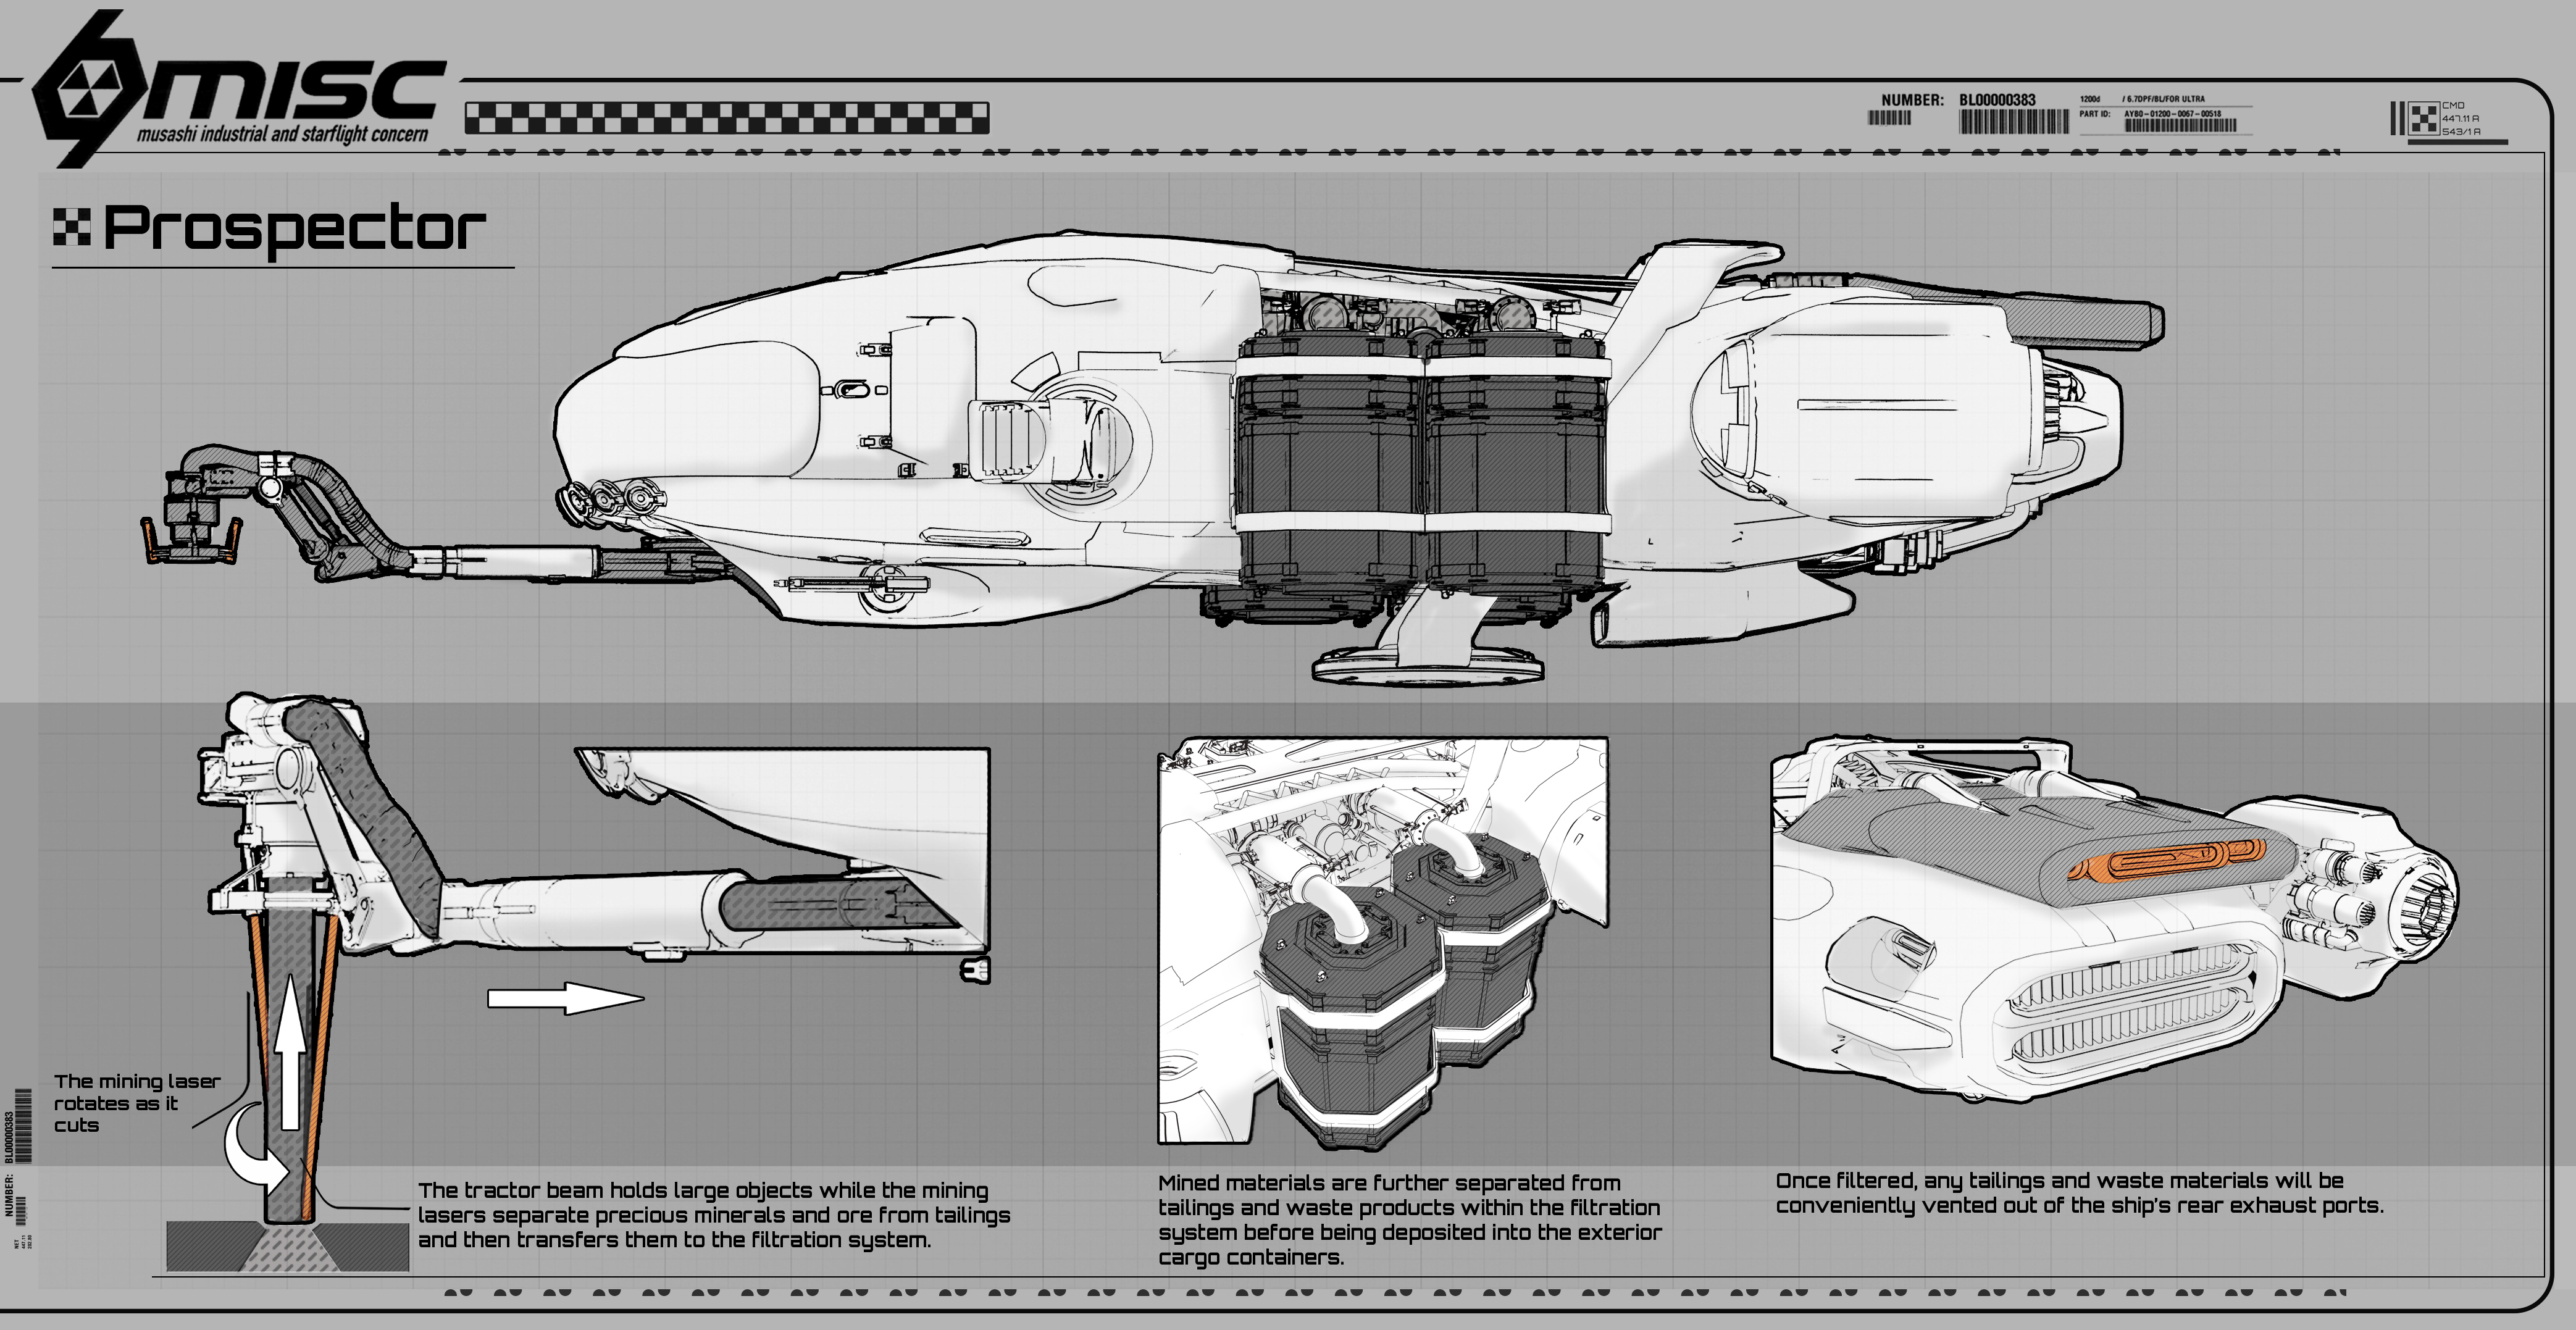 misc
musashi industrial and starflight concern
NUMBER: BL00000383
1200d / 6.7DPF/BL/FOR ULTRA
PART ID: AYB0-01200-0067-00518
CMD
447.11 A
543/1 A
Prospector
The mining laser
rotates as it
cuts
The tractor beam holds large objects while the mining
lasers separate precious minerals and ore from tailings
and then transfers them to the filtration system.
Mined materials are further separated from
tailings and waste products within the filtration
system before being deposited into the exterior
cargo containers.
Once filtered, any tailings and waste materials will be
conveniently vented out of the ship's rear exhaust ports.
NUMBER: BL00000383